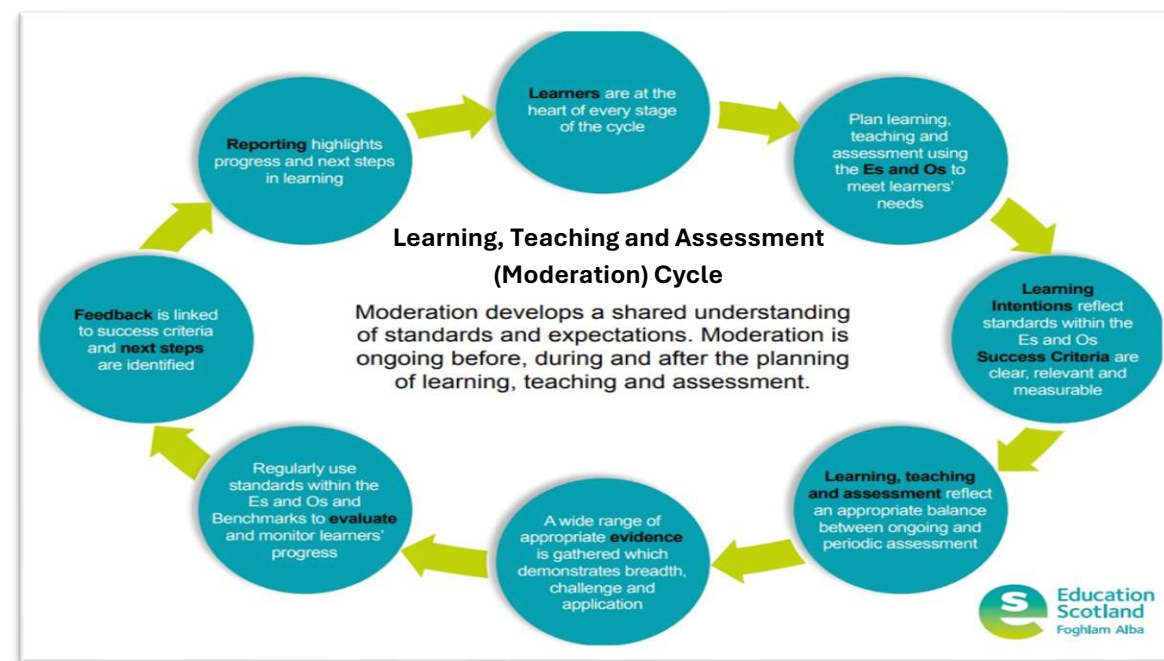 Learning, Teaching and Assessment
(Moderation) Cycle
Moderation develops a shared understanding
of standards and expectations. Moderation is
ongoing before, during and after the planning
of learning, teaching and assessment.
Learners are at the
heart of every stage
of the cycle
Plan learning,
teaching and
assessment using
the Es and Os to
meet learners'
needs
Learning
Intentions reflect
standards within the
Es and Os
Success Criteria are
clear, relevant and
measurable
Learning, teaching
and assessment reflect
an appropriate balance
between ongoing and
periodic assessment
A wide range of
appropriate evidence
is gathered which
demonstrates breadth,
challenge and
application
Regularly use
standards within the
Es and Os and
Benchmarks to evaluate
and monitor learners'
progress
Feedback is linked
to success criteria
and next steps
are identified
Reporting highlights
progress and next steps
in learning
Education
Scotland
Foghlam Alba